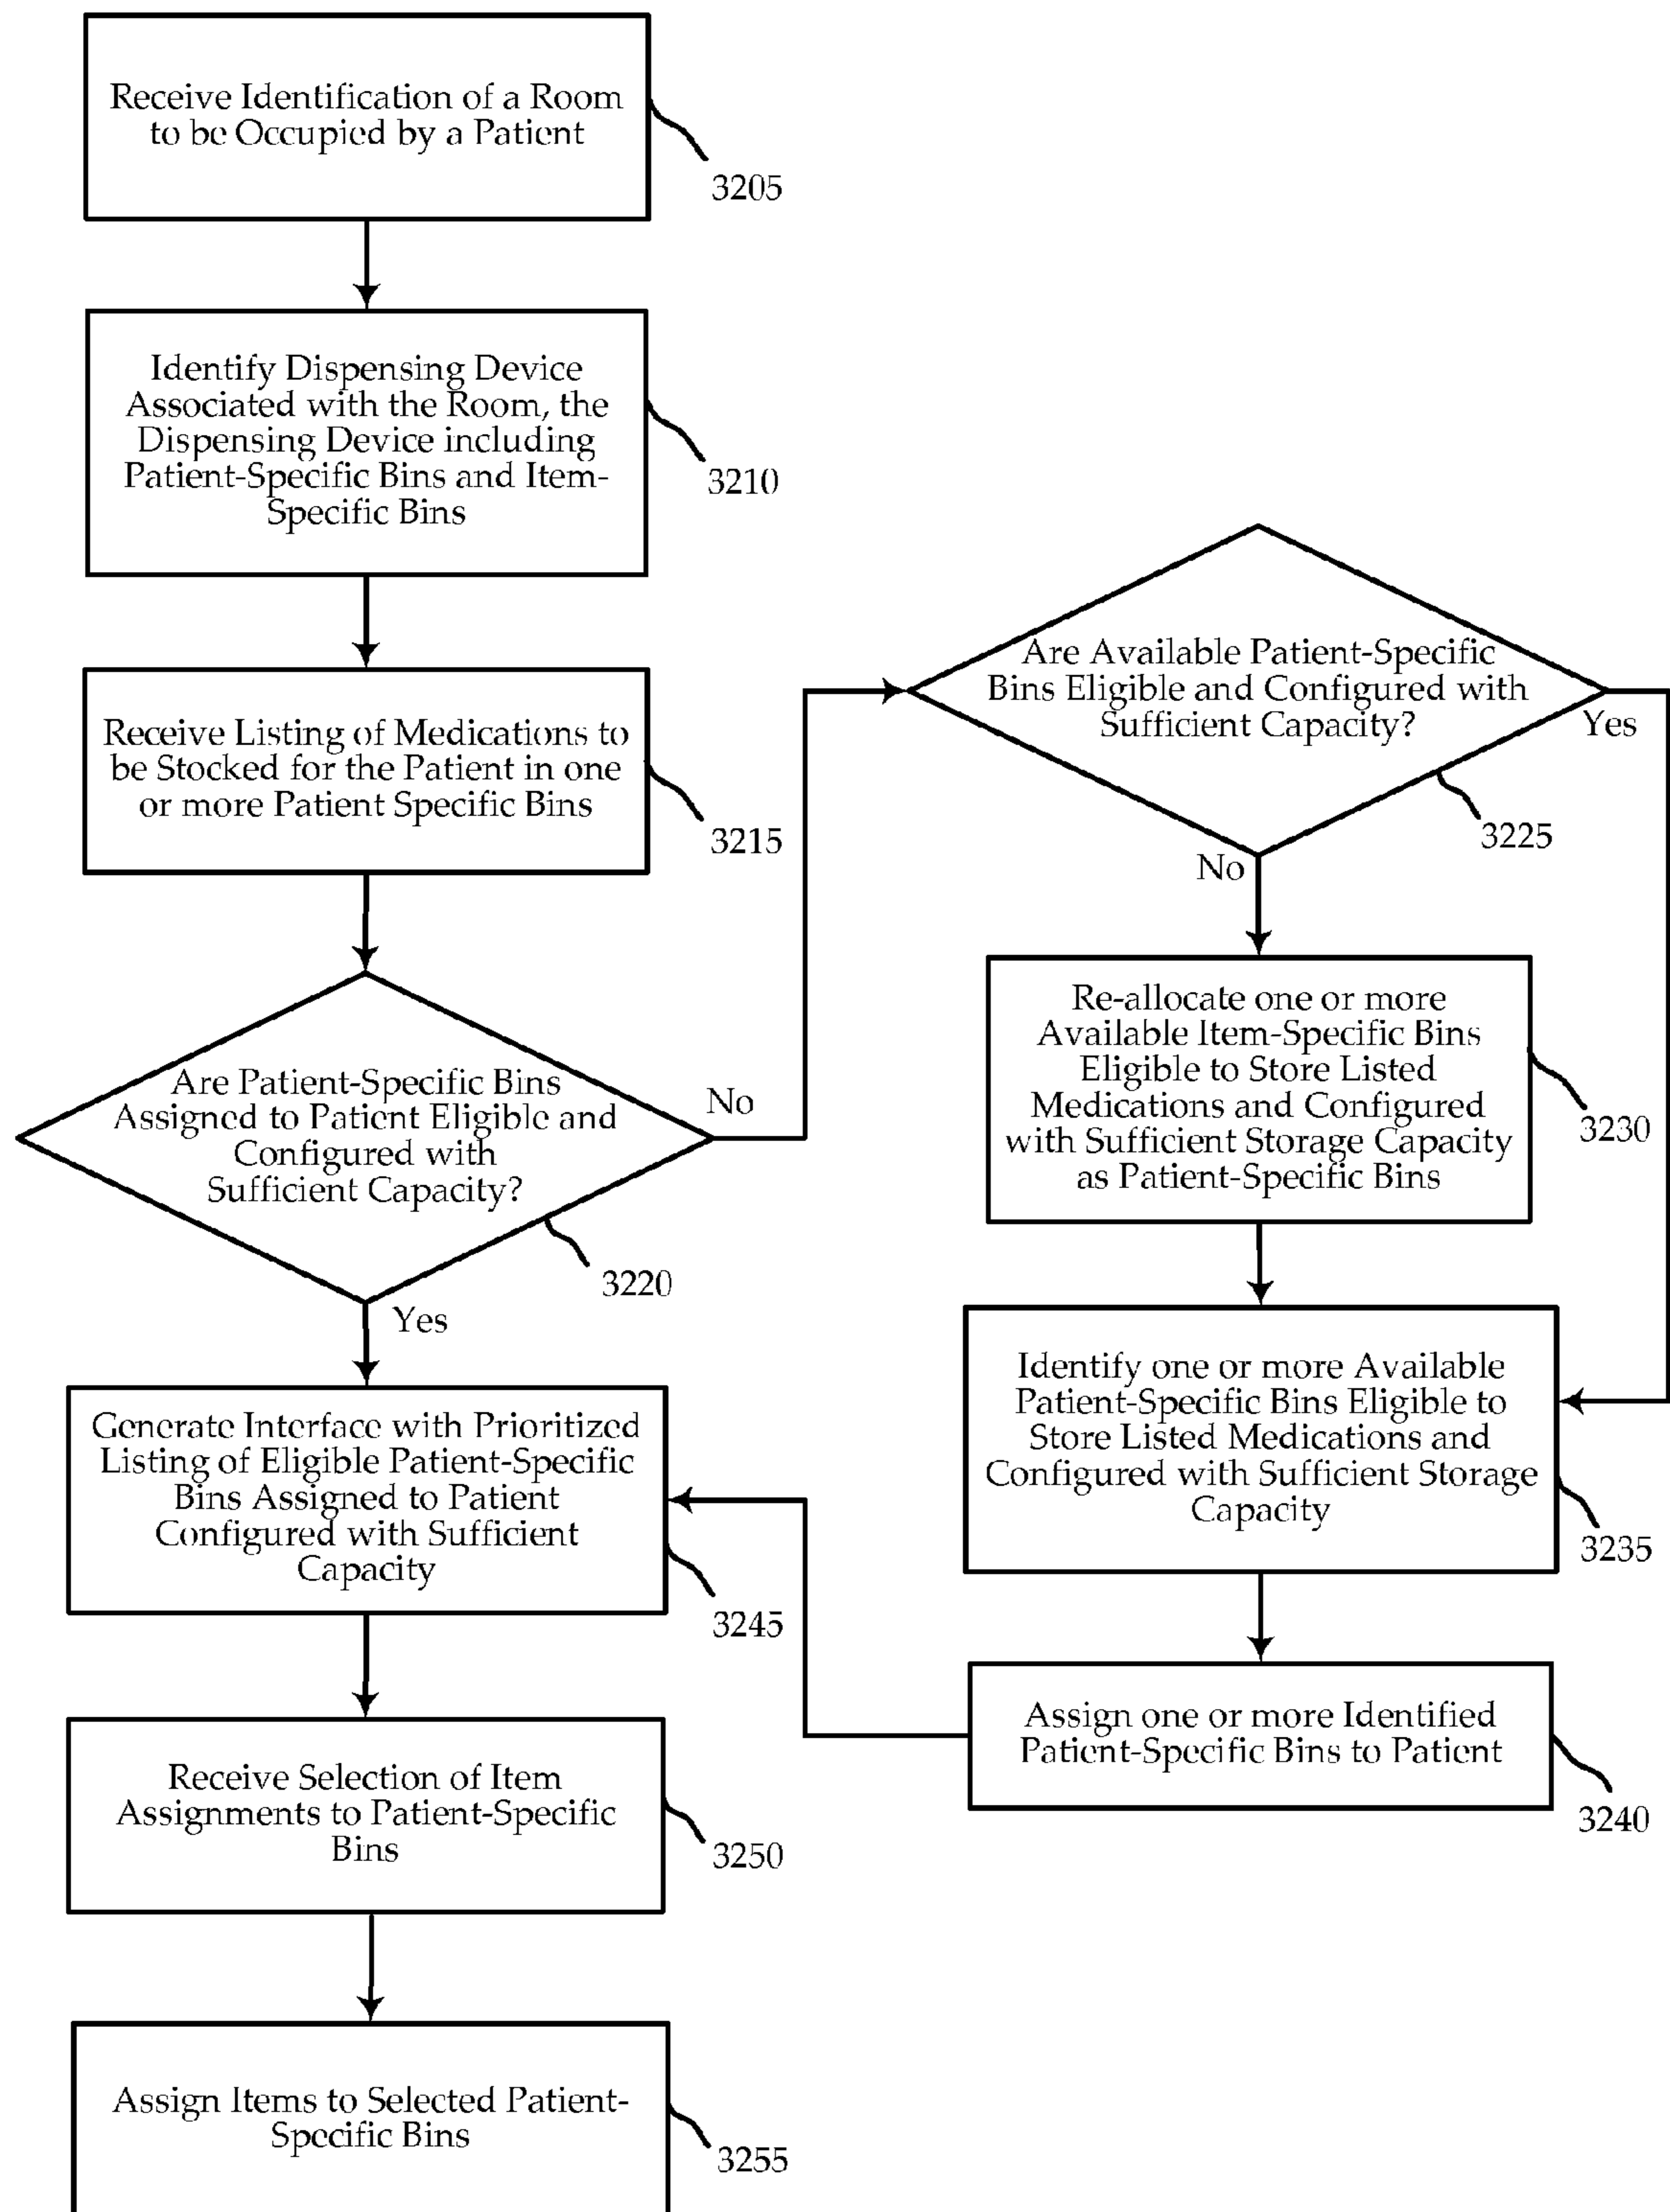 Receive Identification of a Room
to be Occupied by a Patient
3205
Identify Dispensing Device
Associated with the Room, the
Dispensing Device including
Patient-Specific Bins and Item-
Specific Bins
3210
Receive Listing of Medications to
be Stocked for the Patient in one
or more Patient Specific Bins
3215
Are Patient-Specific Bins
Assigned to Patient Eligible and
Configured with
Sufficient Capacity?
No
3220
Yes
Are Available Patient-Specific
Bins Eligible and Configured with
Sufficient Capacity?
Yes
3225
No
Re-allocate one or more
Available Item-Specific Bins
Eligible to Store Listed
Medications and Configured
with Sufficient Storage Capacity
as Patient-Specific Bins
3230
Identify one or more Available
Patient-Specific Bins Eligible to
Store Listed Medications and
Configured with Sufficient Storage
Capacity
3235
Assign one or more Identified
Patient-Specific Bins to Patient
3240
Generate Interface with Prioritized
Listing of Eligible Patient-Specific
Bins Assigned to Patient
Configured with Sufficient
Capacity
3245
Receive Selection of Item
Assignments to Patient-Specific
Bins
3250
Assign Items to Selected Patient-
Specific Bins
3255